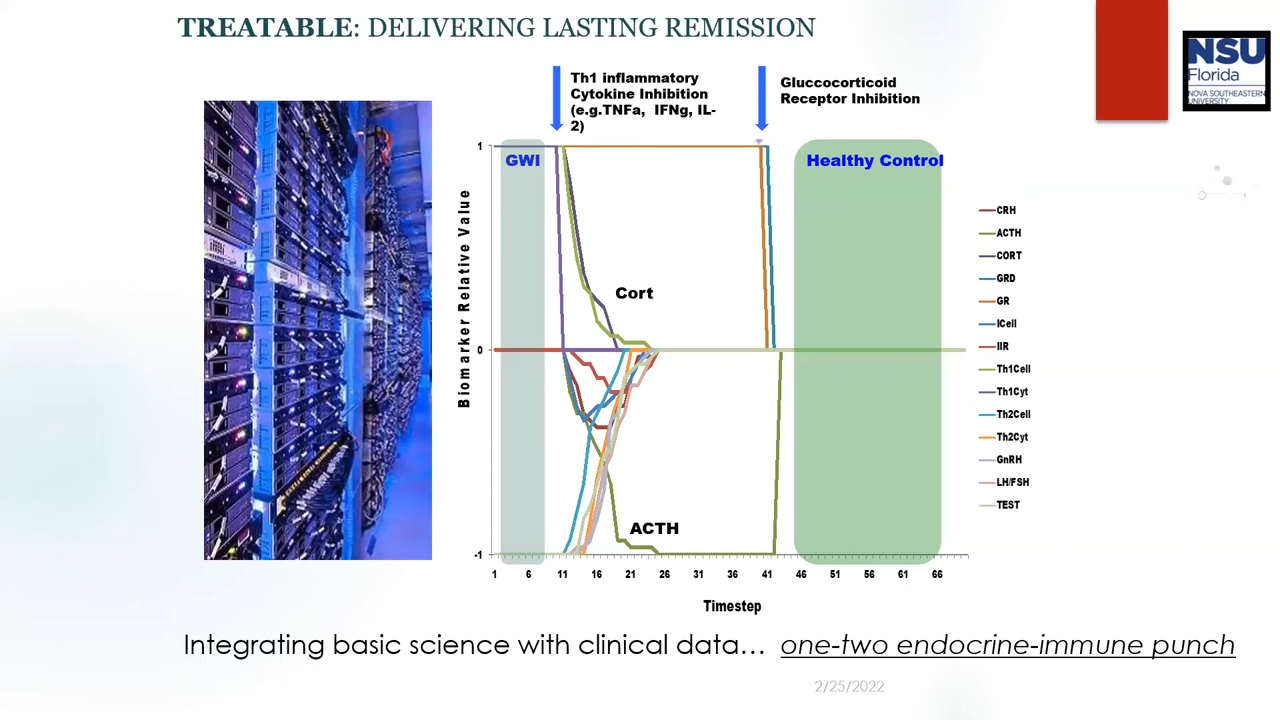 TREATABLE: DELIVERING LASTING REMISSION
NSU
Florida
NOVA SOUTHEASTERN
UNIVERSITY
Th1 inflammatory
Cytokine Inhibition
(e.g.TNFa, IFNg, IL-
2)
Gluccocorticoid
Receptor Inhibition
GWI
Healthy Control
Biomarker Relative Value
1
0
-1
Cort
ACTH
1 6 11 16 21 26 31 36 41 46 51 56 61 66
Timestep
CRH
ACTH
CORT
GRD
GR
ICell
IIR
Th1Cell
Th1Cyt
Th2Cell
Th2Cyt
GnRH
LH/FSH
TEST
Integrating basic science with clinical data… one-two endocrine-immune punch
2/25/2022